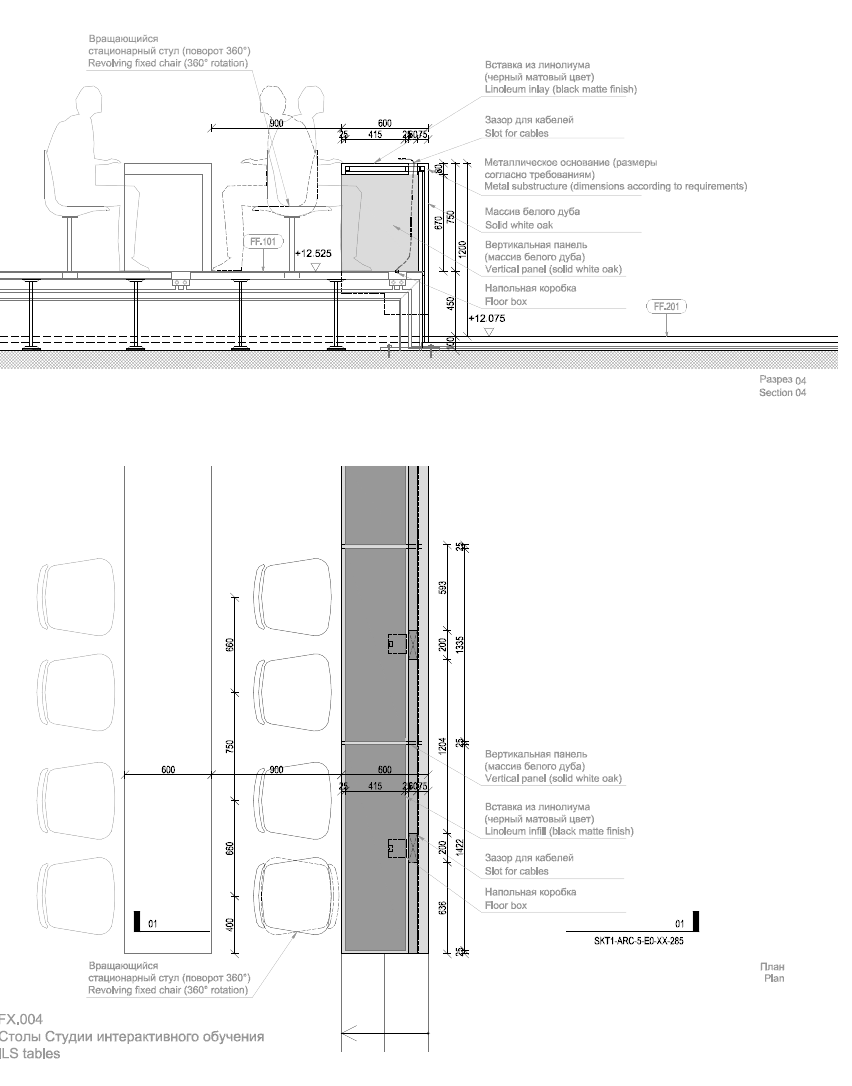 Вращающийся
стационарный стул (поворот 360°)
Revolving fixed chair (360° rotation)
Вставка из линолиума
(черный матовый цвет)
Linoleum inlay (black matte finish)
900
600
25 415 25 60 75
Зазор для кабелей
Slot for cables
Металлическое основание (размеры
согласно требованиям)
Metal substructure (dimensions according to requirements)
80
670
750
1200
450
Массив белого дуба
Solid white oak
FF.101
+12.525
Вертикальная панель
(массив белого дуба)
Vertical panel (solid white oak)
Напольная коробка
Floor box
+12.075
FF.201
100
Разрез 04
Section 04
25
593
660
200
1335
750
1204
25
Вертикальная панель
(массив белого дуба)
Vertical panel (solid white oak)
600
900
600
25 415 25 60 75
Вставка из линолиума
(черный матовый цвет)
Linoleum infill (black matte finish)
660
200
1422
Зазор для кабелей
Slot for cables
Напольная коробка
Floor box
636
400
01
01
SKT1-ARC-5-E0-XX-285
25
Вращающийся
стационарный стул (поворот 360°)
Revolving fixed chair (360° rotation)
План
Plan
FX.004
Столы Студии интерактивного обучения
ILS tables